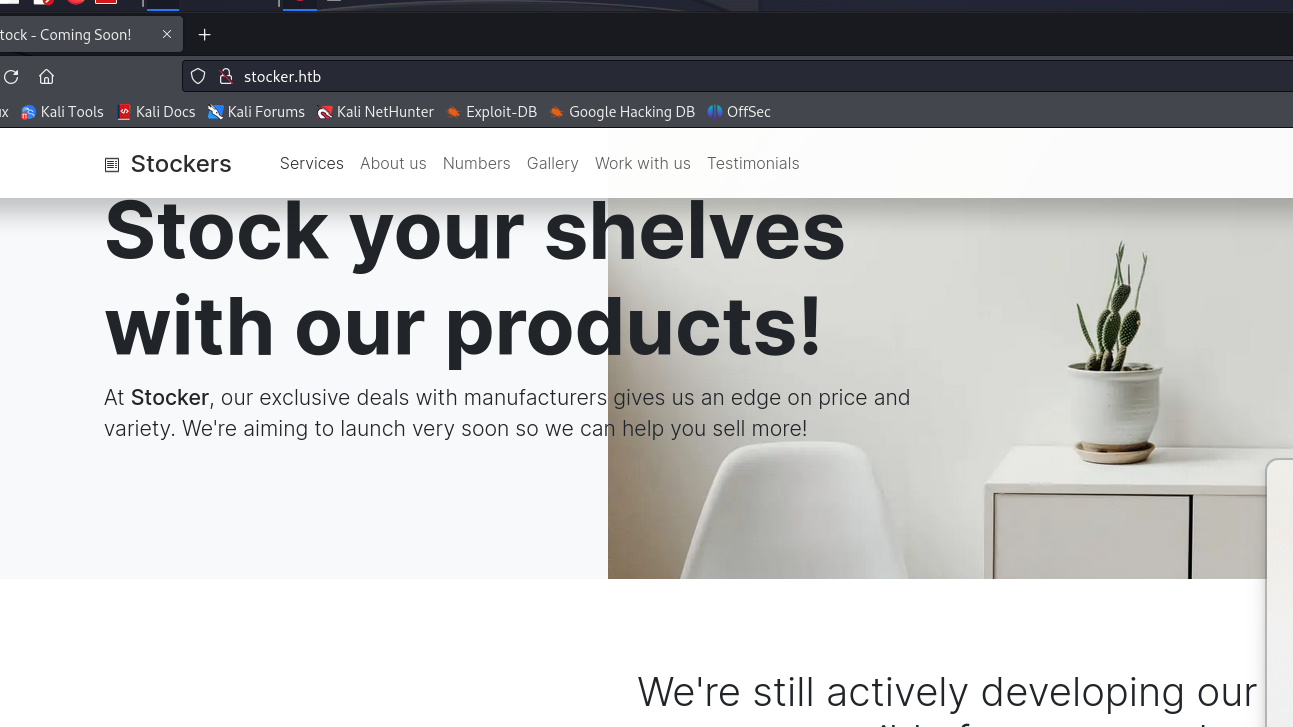 tock - Coming Soon!
stocker.htb
Kali Tools Kali Docs Kali Forums Kali NetHunter Exploit-DB Google Hacking DB OffSec
Stockers Services About us Numbers Gallery Work with us Testimonials
Stock your shelves
with our products!
At Stocker, our exclusive deals with manufacturers gives us an edge on price and
variety. We're aiming to launch very soon so we can help you sell more!
We're still actively developing our